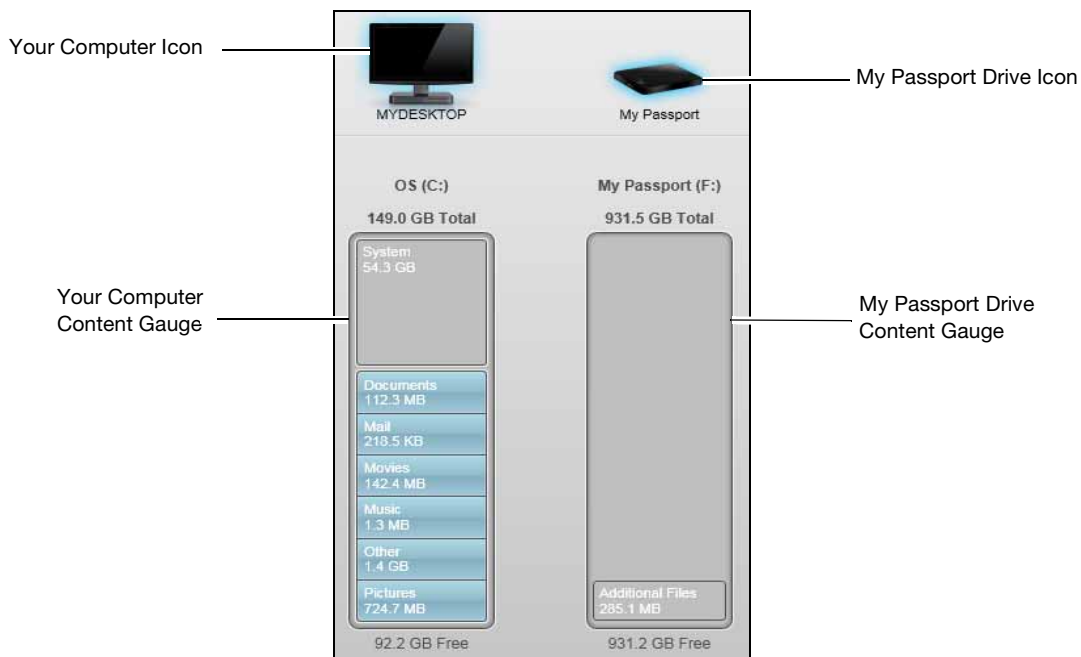 Your Computer Icon
My Passport Drive Icon
MYDESKTOP
My Passport
OS (C:)
My Passport (F:)
149.0 GB Total
931.5 GB Total
System
54.3 GB
Your Computer
Content Gauge
My Passport Drive
Content Gauge
Documents
112.3 MB
Mail
218.5 KB
Movies
142.4 MB
Music
1.3 MB
Other
1.4 GB
Pictures
724.7 MB
Additional Files
285.1 MB
92.2 GB Free
931.2 GB Free